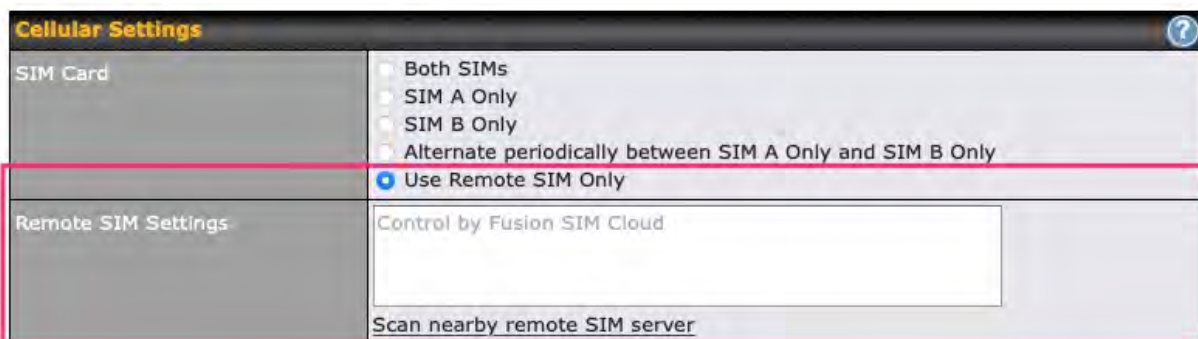 Cellular Settings
?
SIM Card
Both SIMs
SIM A Only
SIM B Only
Alternate periodically between SIM A Only and SIM B Only
Use Remote SIM Only
Remote SIM Settings
Control by Fusion SIM Cloud
Scan nearby remote SIM server